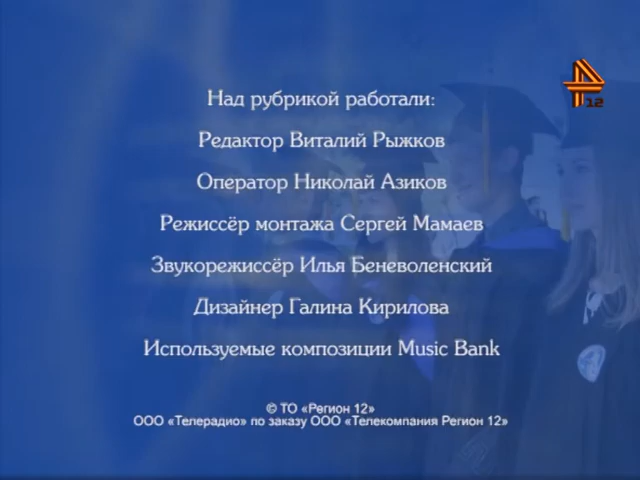 12
Над рубрикой работали:
Редактор Виталий Рыжков
Оператор Николай Азиков
Режиссёр монтажа Сергей Мамаев
Звукорежиссёр Илья Беневоленский
Дизайнер Галина Кирилова
Используемые композиции Music Bank
© ТО «Регион 12»
ООО «Телерадио» по заказу ООО «Телекомпания Регион 12»